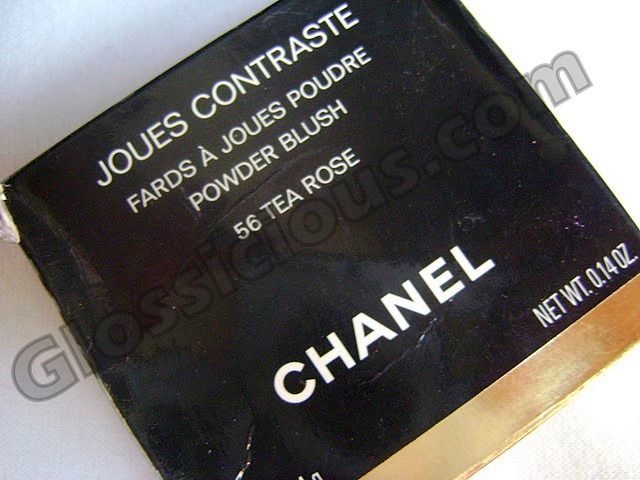 JOUES CONTRASTE
FARDS À JOUES POUDRE
POWDER BLUSH
56 TEA ROSE
CHANEL
NET WT. 0.14 OZ.
Glossicious.com